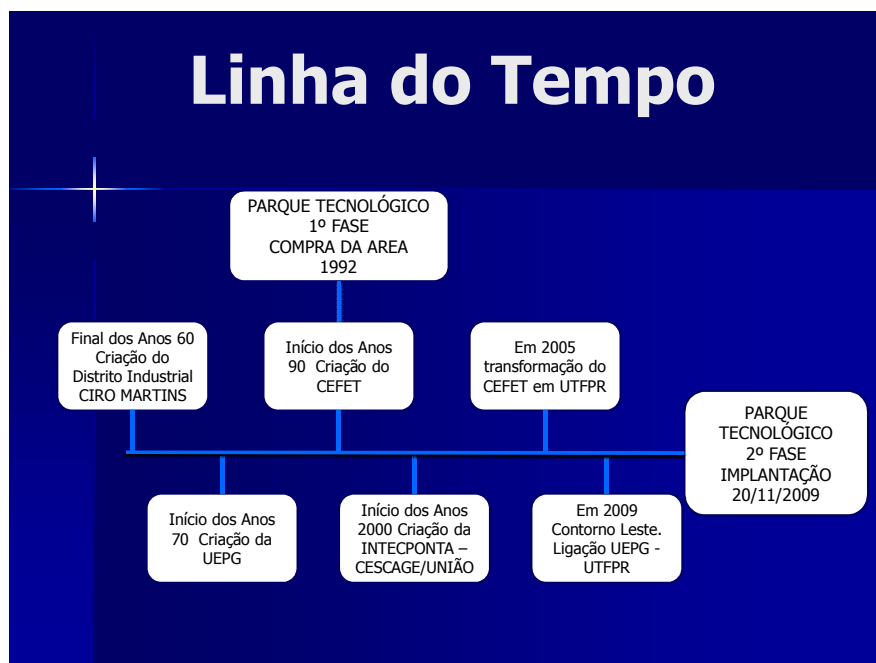 Linha do Tempo
PARQUE TECNOLÓGICO
1º FASE
COMPRA DA AREA
1992
Final dos Anos 60
Criação do
Distrito Industrial
CIRO MARTINS
Início dos Anos
90 Criação do
CEFET
Em 2005
transformação do
CEFET em UTFPR
PARQUE
TECNOLÓGICO
2º FASE
IMPLANTAÇÃO
20/11/2009
Início dos Anos
70 Criação da
UEPG
Início dos Anos
2000 Criação da
INTECPONTA –
CESCAGE/UNIÃO
Em 2009
Contorno Leste.
Ligação UEPG -
UTFPR